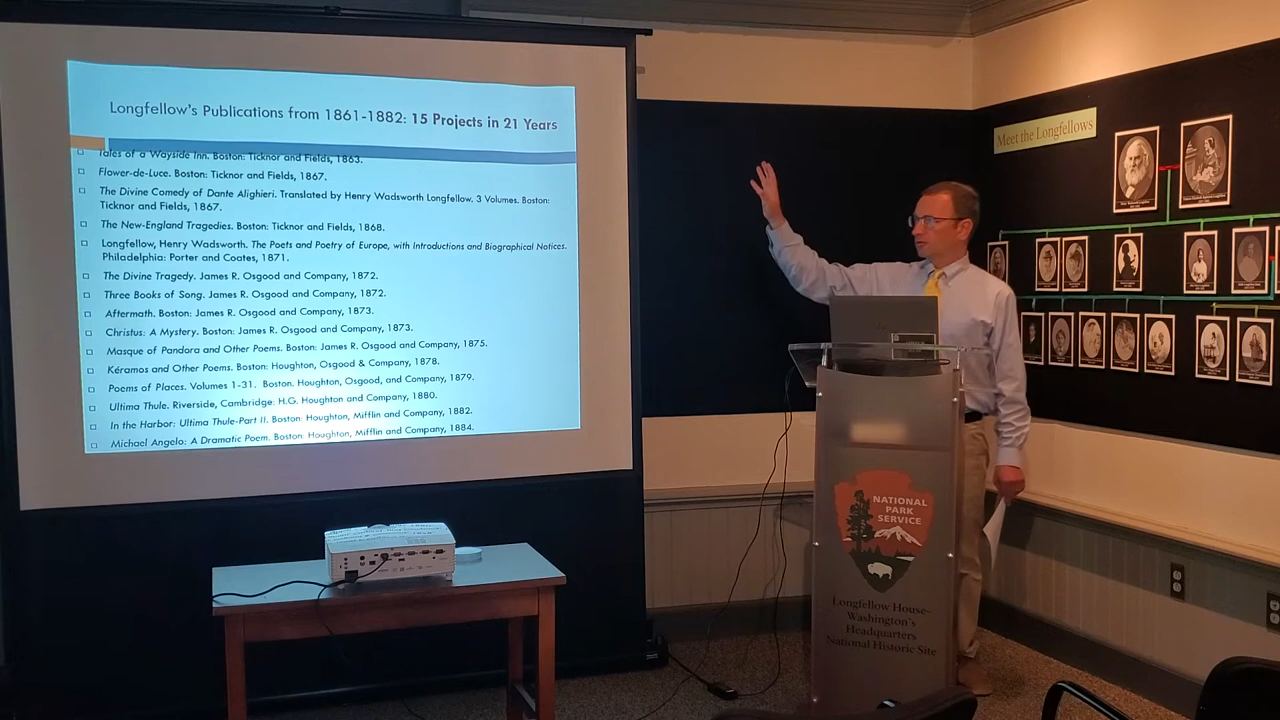 Longfellow's Publications from 1861-1882: 15 Projects in 21 Years
Tales of a Wayside Inn. Boston: Ticknor and Fields, 1863.
Flower-de-Luce. Boston: Ticknor and Fields, 1867.
The Divine Comedy of Dante Alighieri. Translated by Henry Wadsworth Longfellow. 3 Volumes. Boston:
Ticknor and Fields, 1867.
The New-England Tragedies. Boston: Ticknor and Fields, 1868.
Longfellow, Henry Wadsworth. The Poets and Poetry of Europe, with Introductions and Biographical Notices.
Philadelphia: Porter and Coates, 1871.
The Divine Tragedy. James R. Osgood and Company, 1872.
Three Books of Song. James R. Osgood and Company, 1872.
Aftermath. Boston: James R. Osgood and Company, 1873.
Christus: A Mystery. Boston: James R. Osgood and Company, 1873.
Masque of Pandora and Other Poems. Boston: James R. Osgood and Company, 1875.
Kéramos and Other Poems. Boston: Houghton, Osgood & Company, 1878.
Poems of Places. Volumes 1-31. Boston. Houghton, Osgood, and Company, 1879.
Ultima Thule. Riverside, Cambridge: H.G. Houghton and Company, 1880.
In the Harbor: Ultima Thule-Part II. Boston: Houghton, Mifflin and Company, 1882.
Michael Angelo: A Dramatic Poem. Boston: Houghton, Mifflin and Company, 1884.
Meet the Longfellows
NATIONAL
PARK
SERVICE
Longfellow House–
Washington's
Headquarters
National Historic Site